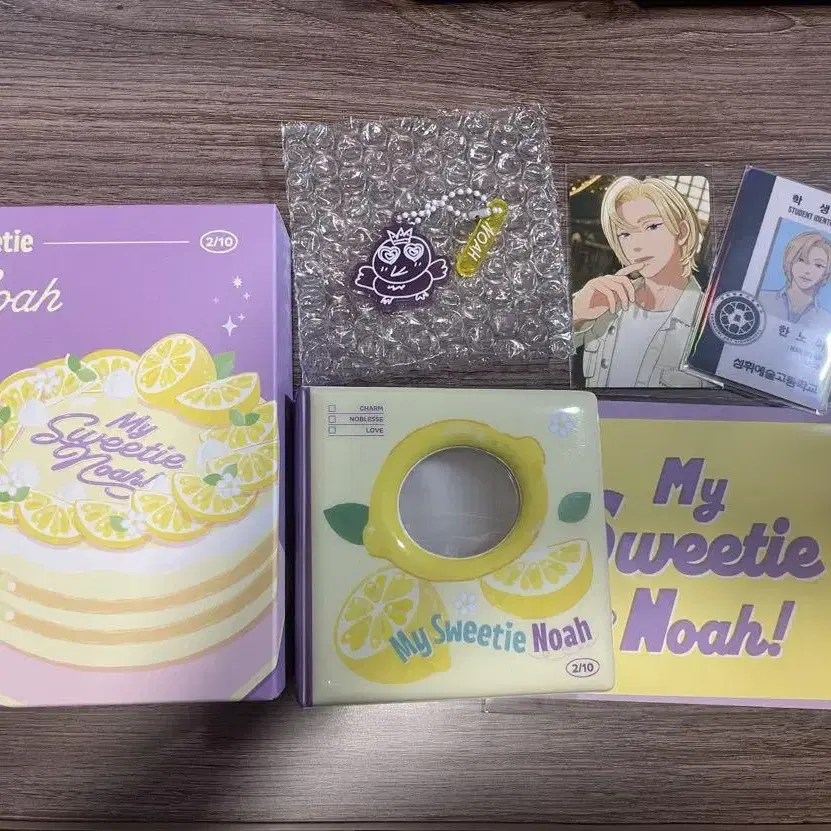 etie
2/10
oah
My
Sweetie
Noah!
NOAH
CHARM
NOBLESSE
LOVE
My Sweetie Noah
2/10
학 생
STUDENT IDENT
한 노
성휘예술고등학교
My
Sweetie
Noah!